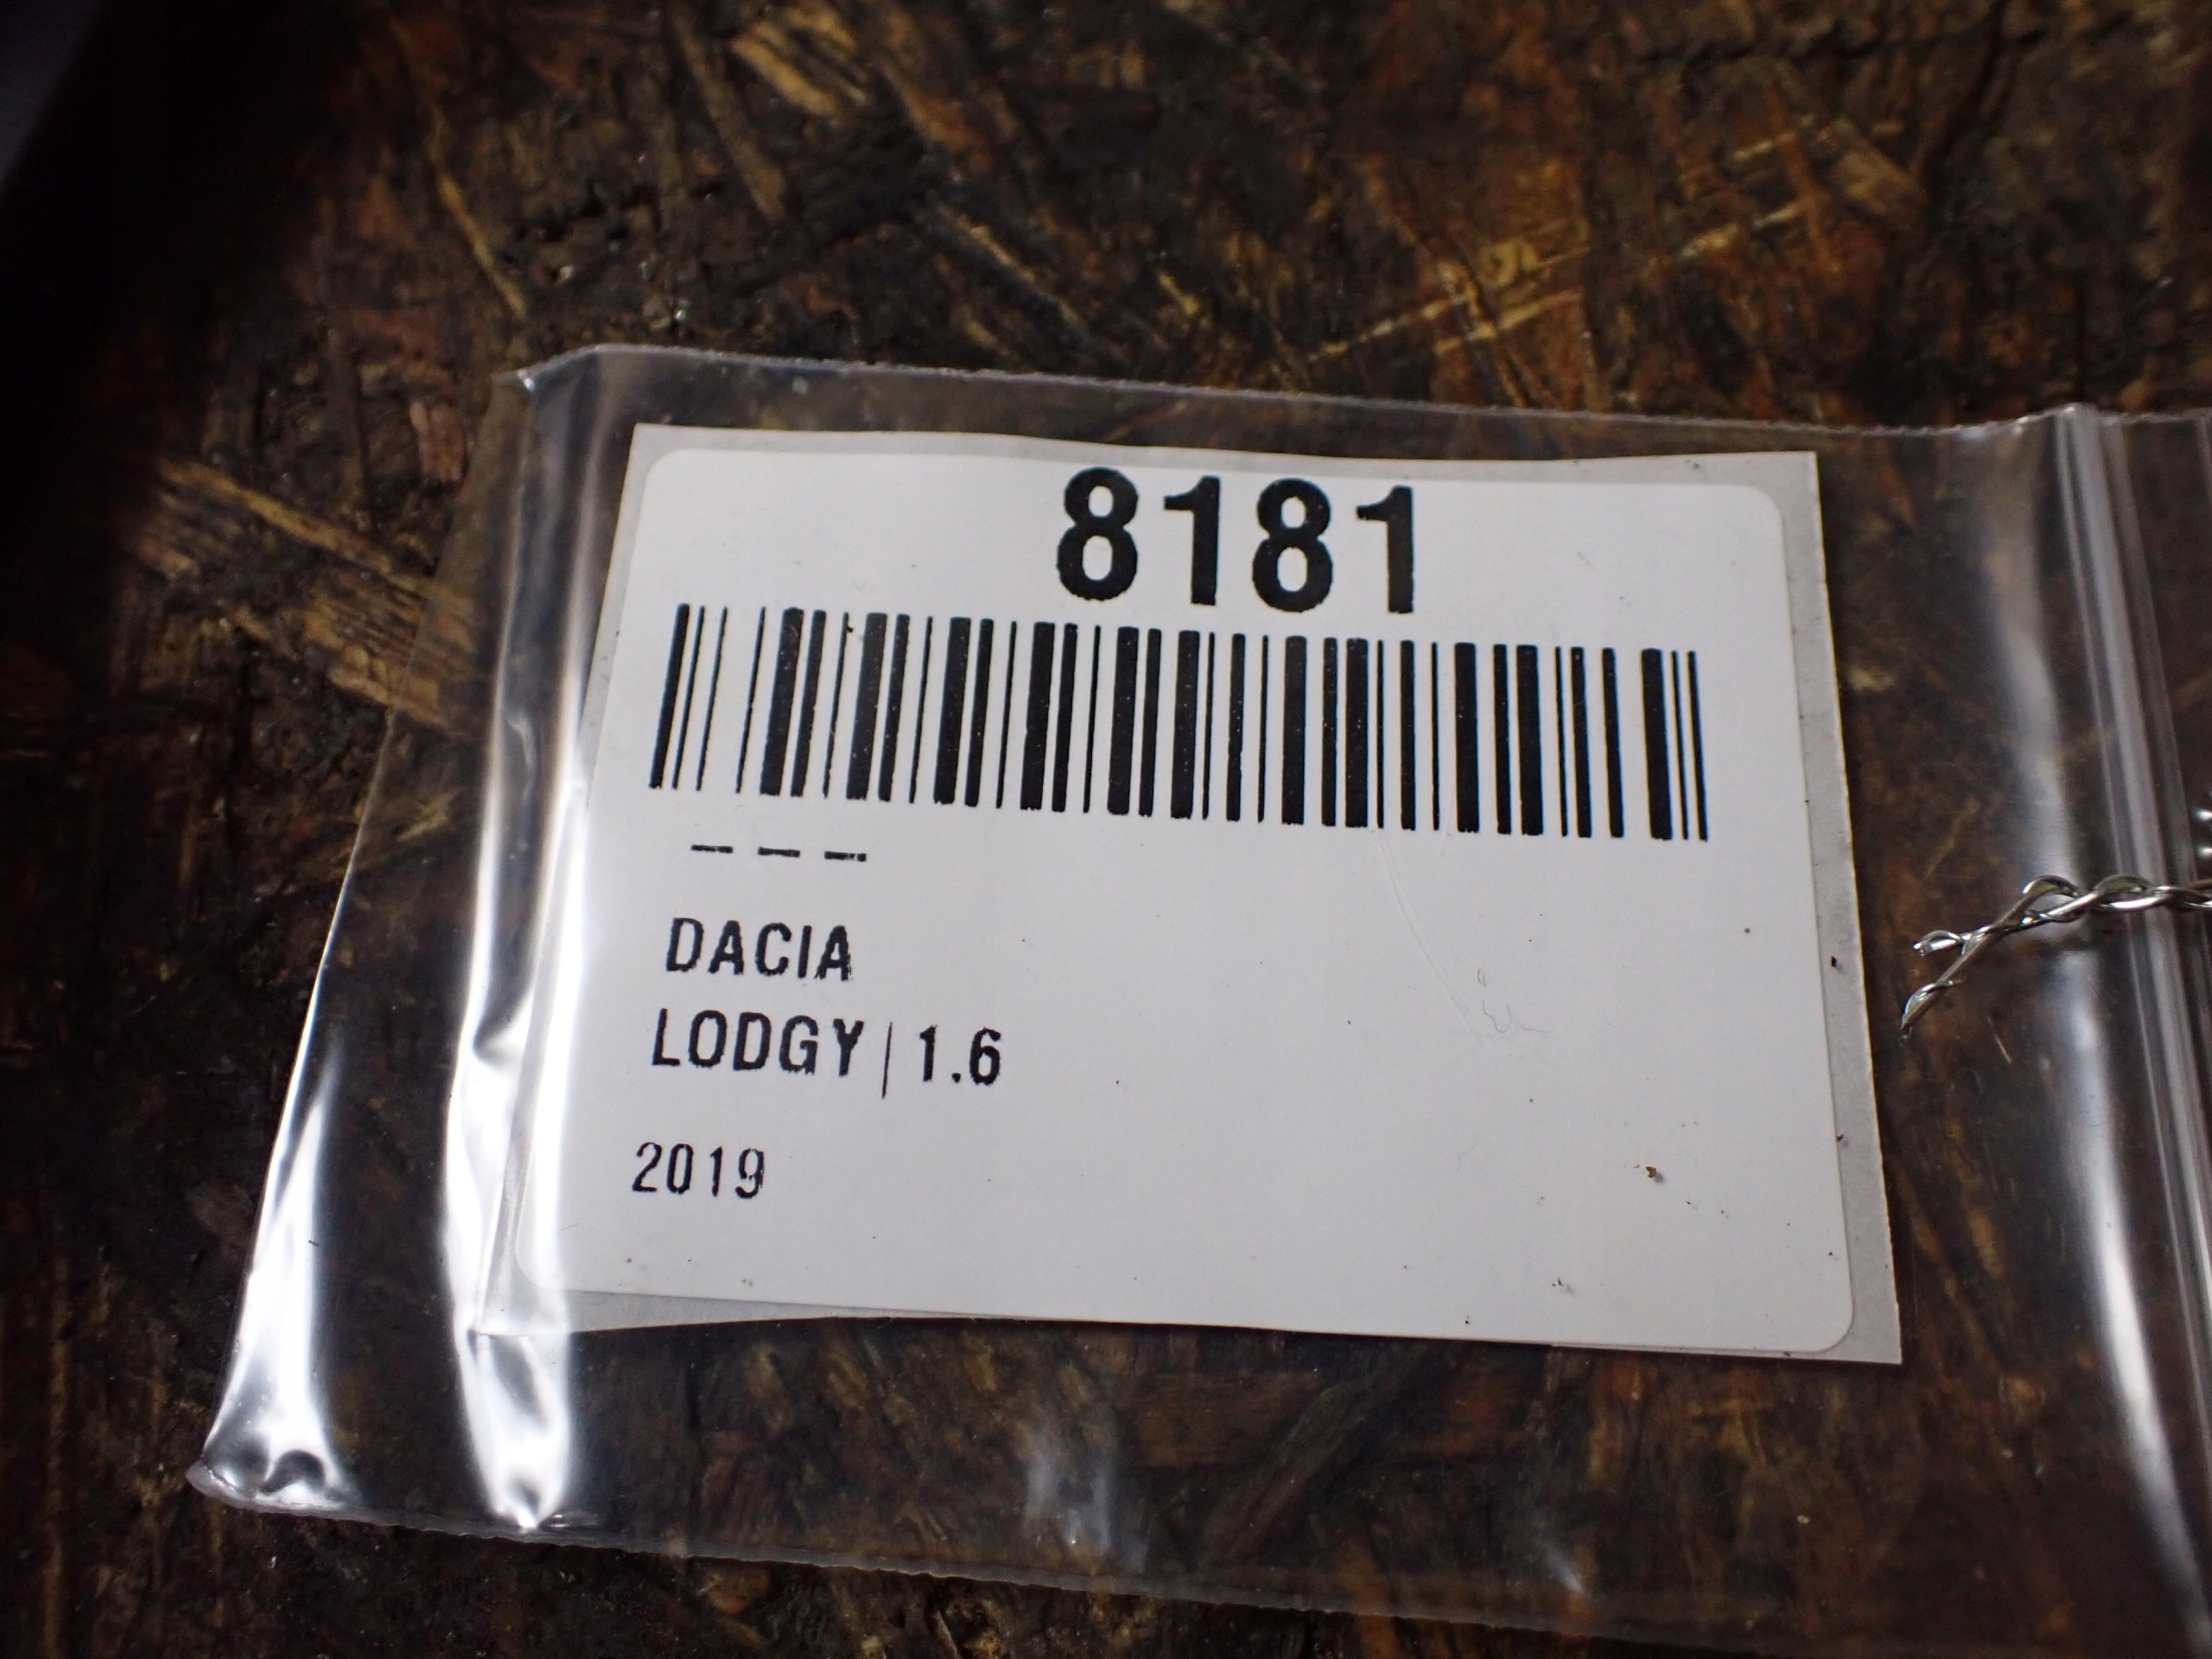 8181
– – –
DACIA
LODGY | 1.6
2019